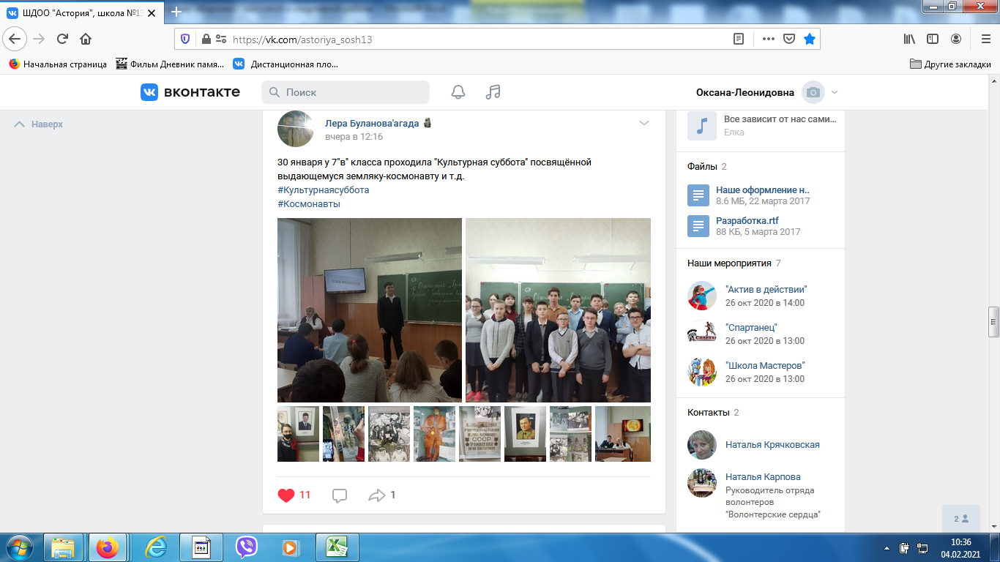 ШДОО "Астория", школа №13
https://vk.com/astoriya_sosh13
Начальная страница
Фильм Дневник памя...
Дистанционная пло...
Другие закладки
вконтакте
Поиск
Оксана-Леонидовна
Наверх
Лера Буланова'агада
вчера в 12:16
30 января у 7"в" класса проходила "Культурная суббота" посвящённой
выдающемуся земляку-космонавту и т.д.
#Культурнаясуббота
#Космонавты
СССР
Романенко
11
1
Все зависит от нас сами...
Елка
Файлы 2
Наше оформление н..
8.6 МБ, 22 марта 2017
Разработка.rtf
88 КБ, 5 марта 2017
Наши мероприятия 7
"Актив в действии"
26 окт 2020 в 14:00
"Спартанец"
26 окт 2020 в 13:00
"Школа Мастеров"
26 окт 2020 в 13:00
Контакты 2
Наталья Крячковская
Наталья Карпова
Руководитель отряда
волонтеров
"Волонтерские сердца"
2
10:36
04.02.2021